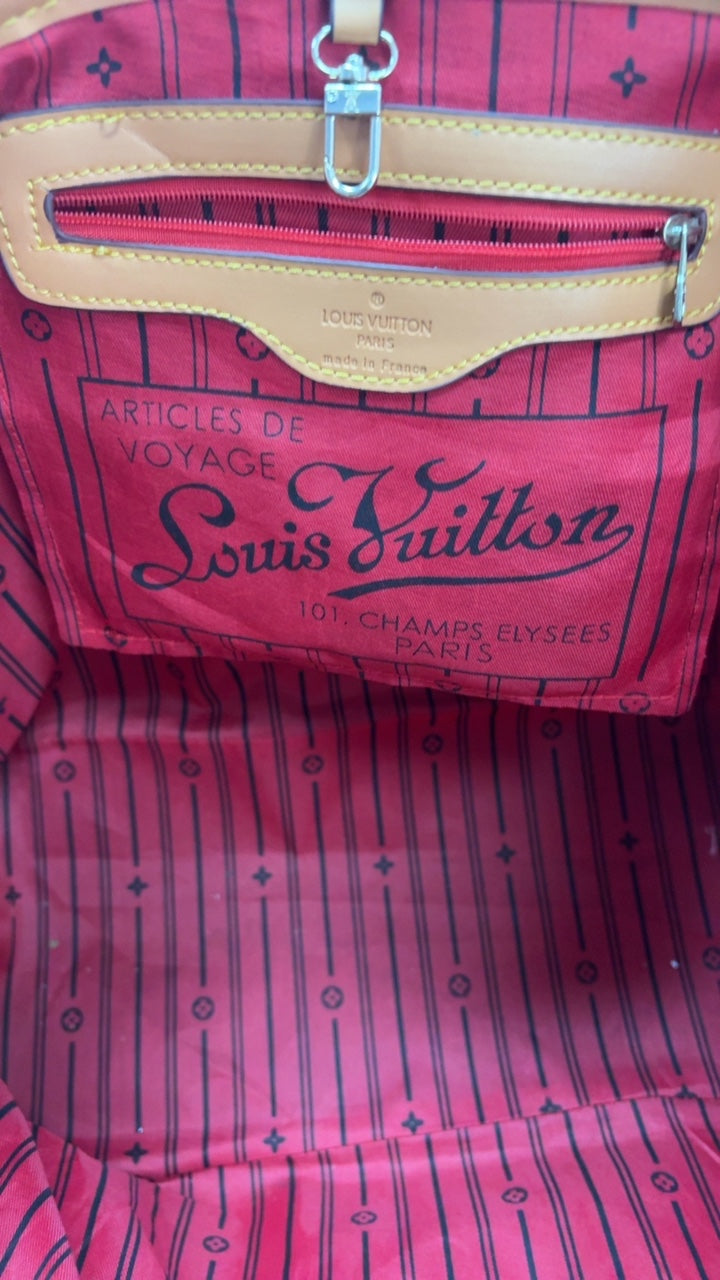 LOUIS VUITTON
PARIS
made in France
ARTICLES DE
VOYAGE
Louis Vuitton
101, CHAMPS ELYSEES
PARIS